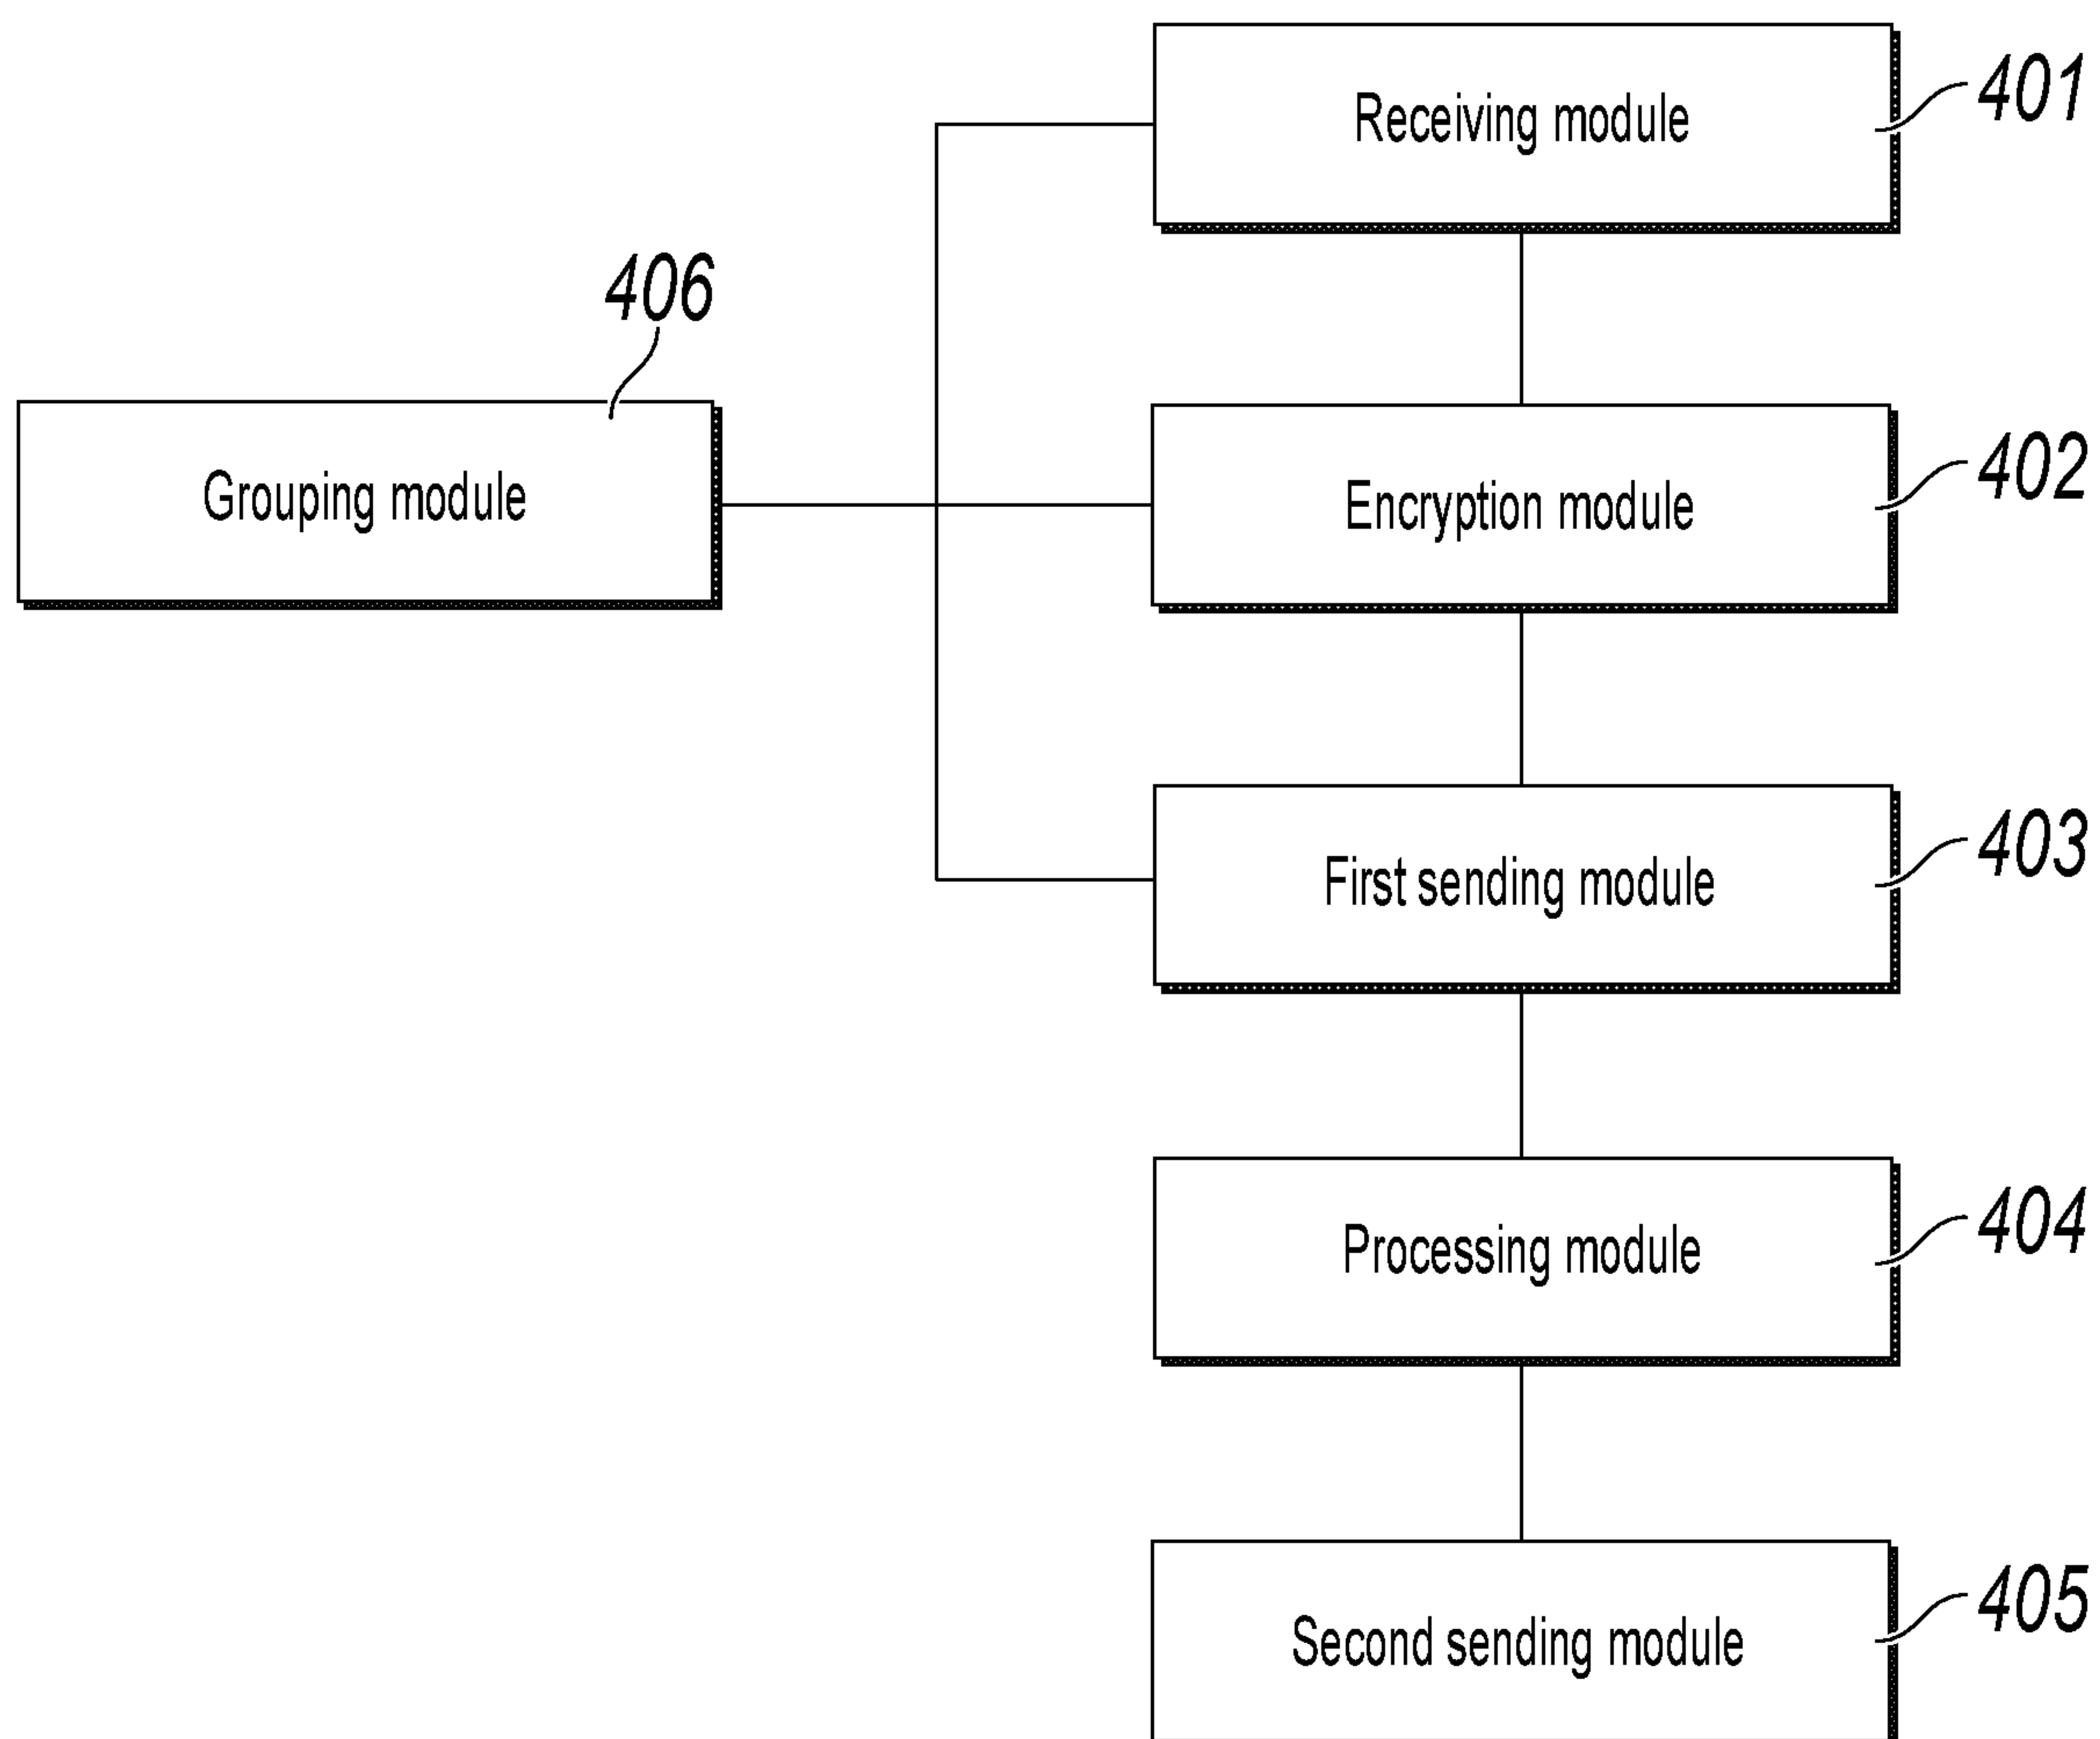 Receiving module
401
406
Grouping module
Encryption module
402
First sending module
403
Processing module
404
Second sending module
405